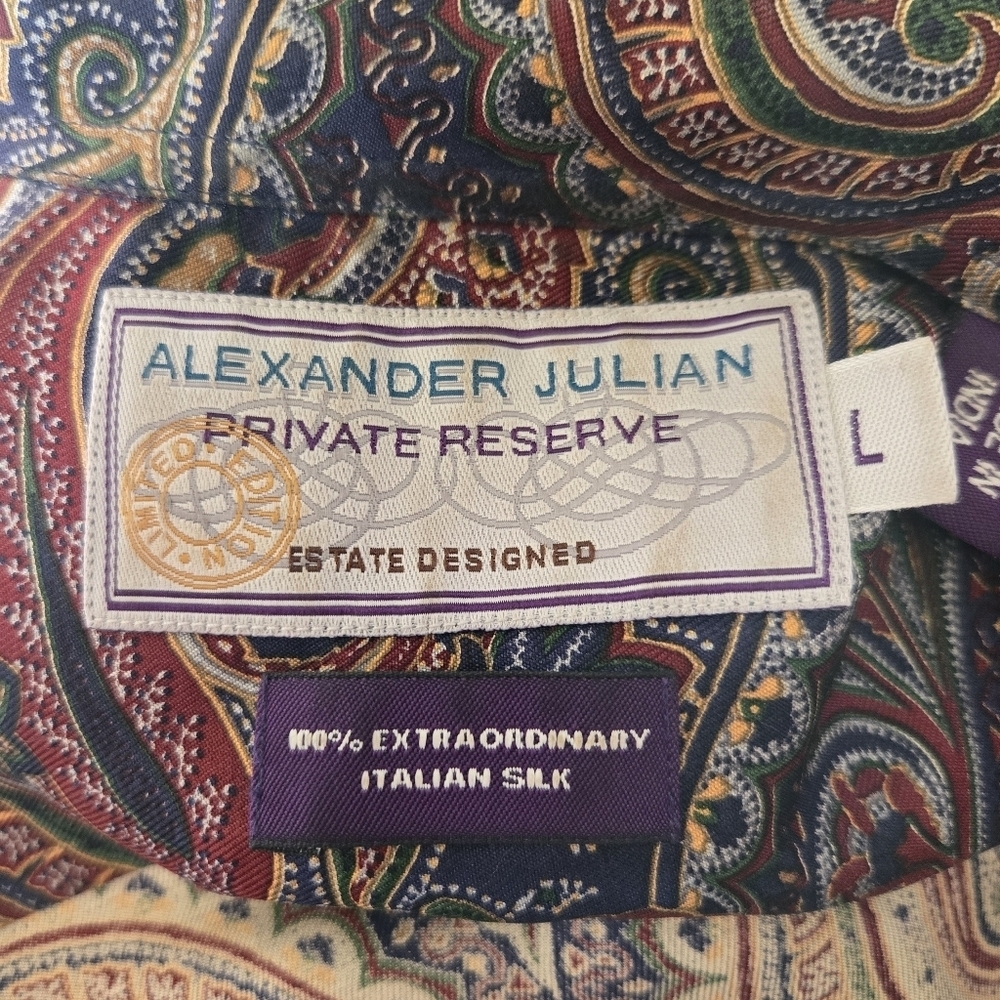 ALEXANDER JULIAN
PRIVATE RESERVE
LIMITED • EDITION •
ESTATE DESIGNED
L
100% EXTRAORDINARY
ITALIAN SILK